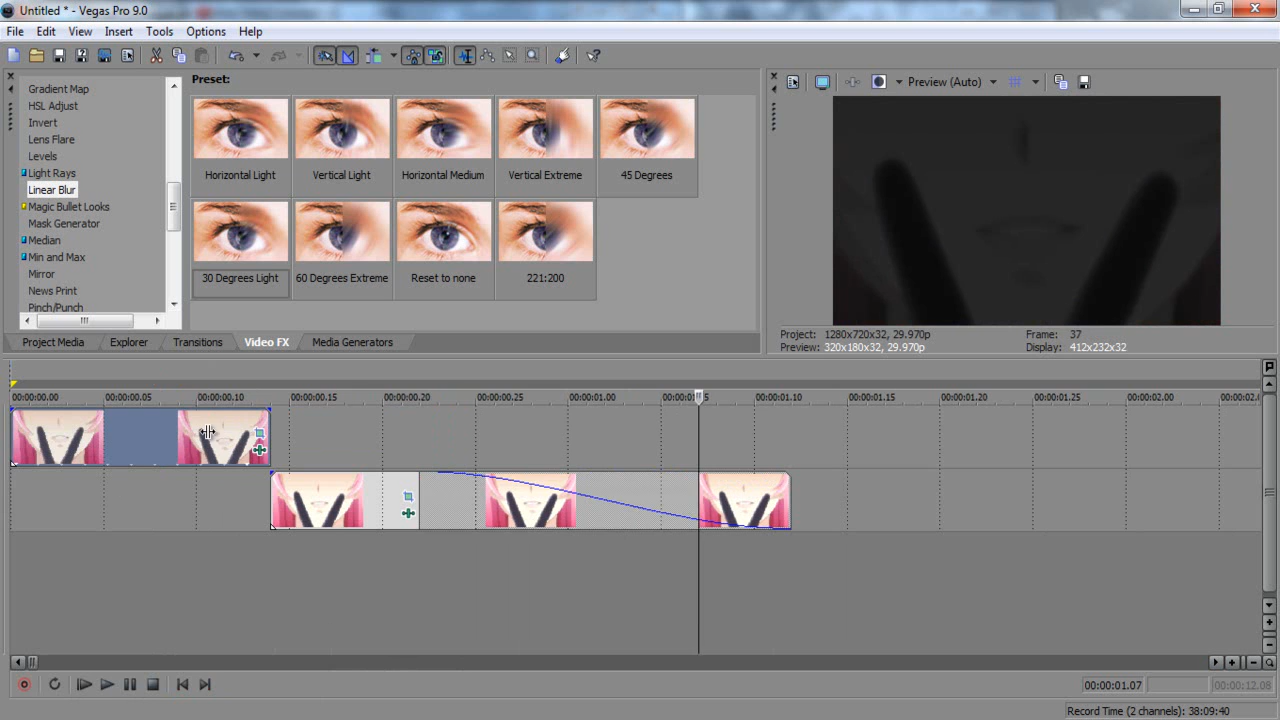 Untitled * - Vegas Pro 9.0
File Edit View Insert Tools Options Help
Gradient Map
HSL Adjust
Invert
Lens Flare
Levels
Light Rays
Linear Blur
Magic Bullet Looks
Mask Generator
Median
Min and Max
Mirror
News Print
Pinch/Punch
Preset:
Horizontal Light Vertical Light Horizontal Medium Vertical Extreme 45 Degrees
30 Degrees Light 60 Degrees Extreme Reset to none 221:200
Preview (Auto)
Project: 1280x720x32, 29.970p Frame: 37
Preview: 320x180x32, 29.970p Display: 412x232x32
Project Media Explorer Transitions Video FX Media Generators
00:00:00.00 00:00:00.05 00:00:00.10 00:00:00.15 00:00:00.20 00:00:00.25 00:00:01.00 00:00:01.10 00:00:01.15 00:00:01.20 00:00:01.25 00:00:02.00
00:00:01.07 00:00:12.08
Record Time (2 channels): 38:09:40